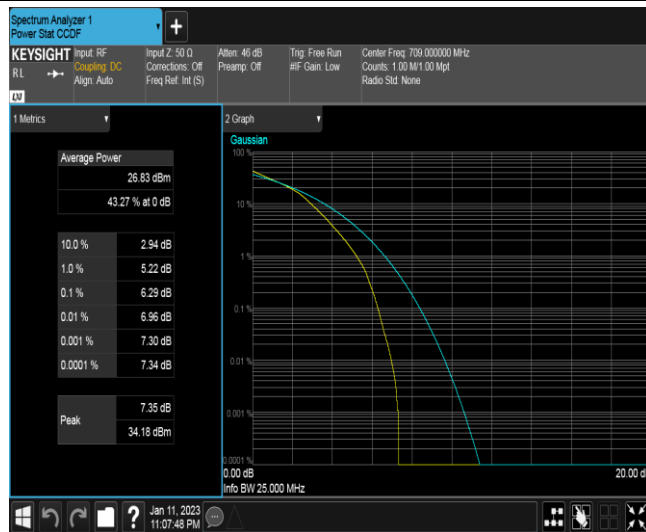 Spectrum Analyzer 1
Power Stat CCDF
+
KEYSIGHT
RL
LXI
Input: RF
Coupling: DC
Align: Auto
Input Z: 50 Ω
Corrections: Off
Freq Ref: Int (S)
Atten: 46 dB
Preamp: Off
Trig: Free Run
#IF Gain: Low
Center Freq: 709.000000 MHz
Counts: 1.00 M/1.00 Mpt
Radio Std: None
1 Metrics
Average Power
26.83 dBm
43.27 % at 0 dB
10.0 % 2.94 dB
1.0 % 5.22 dB
0.1 % 6.29 dB
0.01 % 6.96 dB
0.001 % 7.30 dB
0.0001 % 7.34 dB
Peak
7.35 dB
34.18 dBm
2 Graph
Gaussian
100 %
10 %
1 %
0.1 %
0.01 %
0.001 %
0.0001 %
0.00 dB
20.00 d
Info BW 25.000 MHz
?
Jan 11, 2023
11:07:48 PM